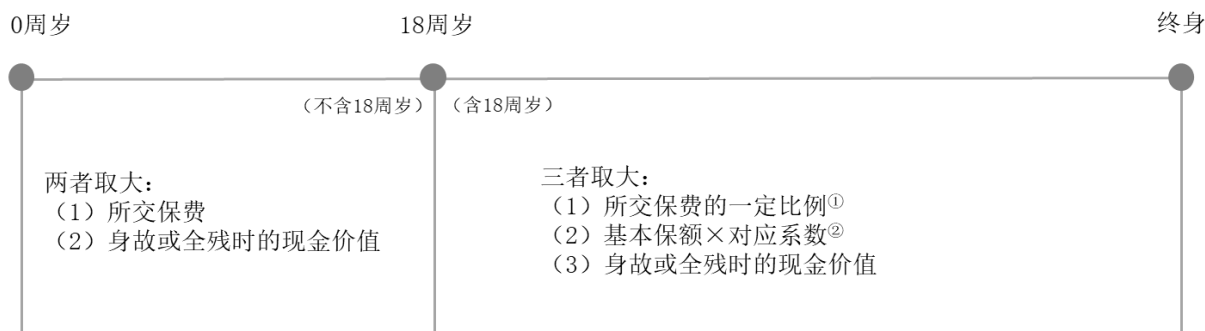 0周岁
18周岁
终身
（不含18周岁）
（含18周岁）
两者取大：
（1）所交保费
（2）身故或全残时的现金价值
三者取大：
（1）所交保费的一定比例①
（2）基本保额×对应系数②
（3）身故或全残时的现金价值